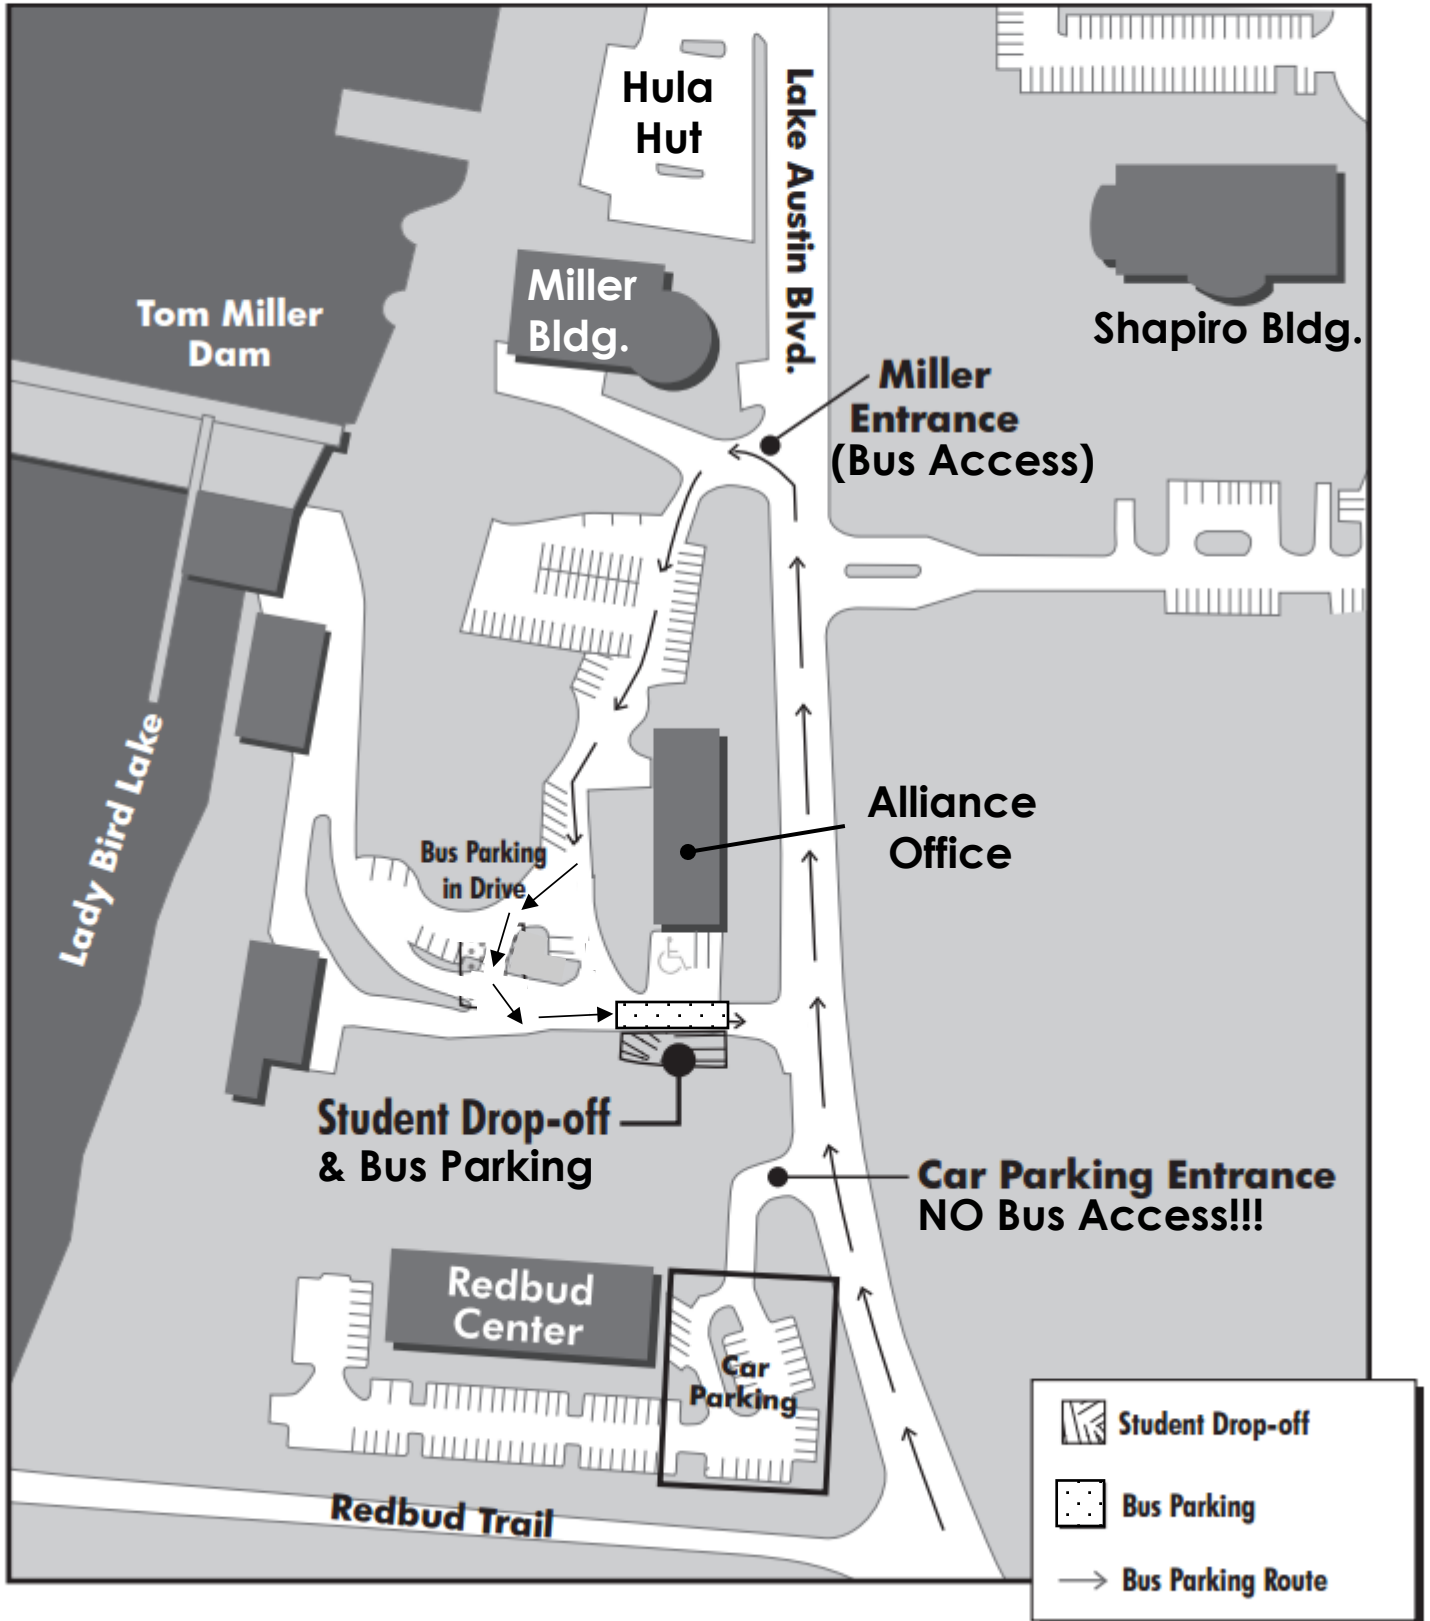 Hula
Hut
Lake Austin Blvd.
Miller
Bldg.
Tom Miller
Dam
Shapiro Bldg.
Miller
Entrance
(Bus Access)
Lady Bird Lake
Alliance
Office
Bus Parking
in Drive
Student Drop-off
& Bus Parking
Car Parking Entrance
NO Bus Access!!!
Redbud
Center
Car
Parking
Redbud Trail
Student Drop-off
Bus Parking
Bus Parking Route